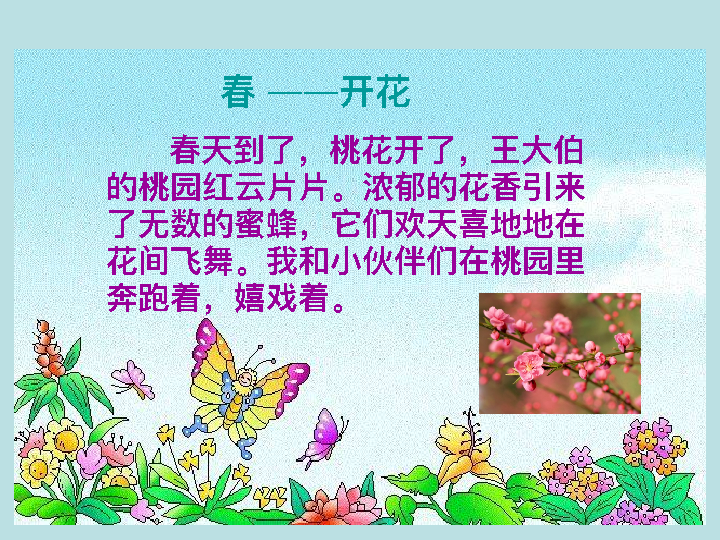 春 ——开花
春天到了，桃花开了，王大伯
的桃园红云片片。浓郁的花香引来
了无数的蜜蜂，它们欢天喜地地在
花间飞舞。我和小伙伴们在桃园里
奔跑着，嬉戏着。